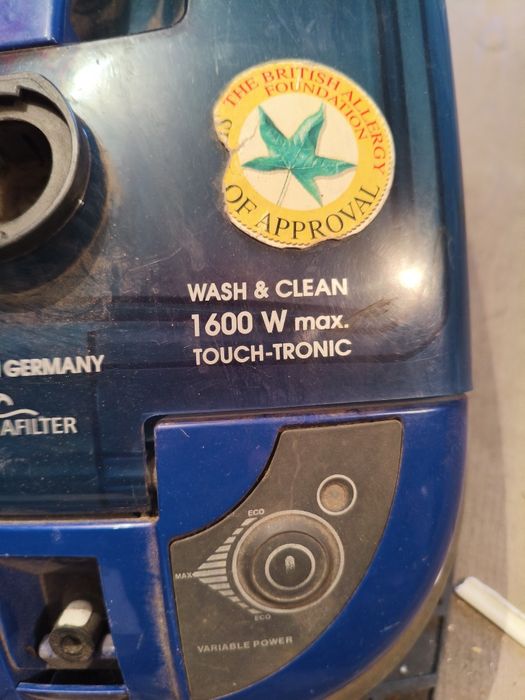 THE BRITISH ALLERGY
FOUNDATION
OF APPROVAL
WASH & CLEAN
1600 W max.
TOUCH-TRONIC
GERMANY
AFILTER
ECO
MAX
ECO
VARIABLE POWER